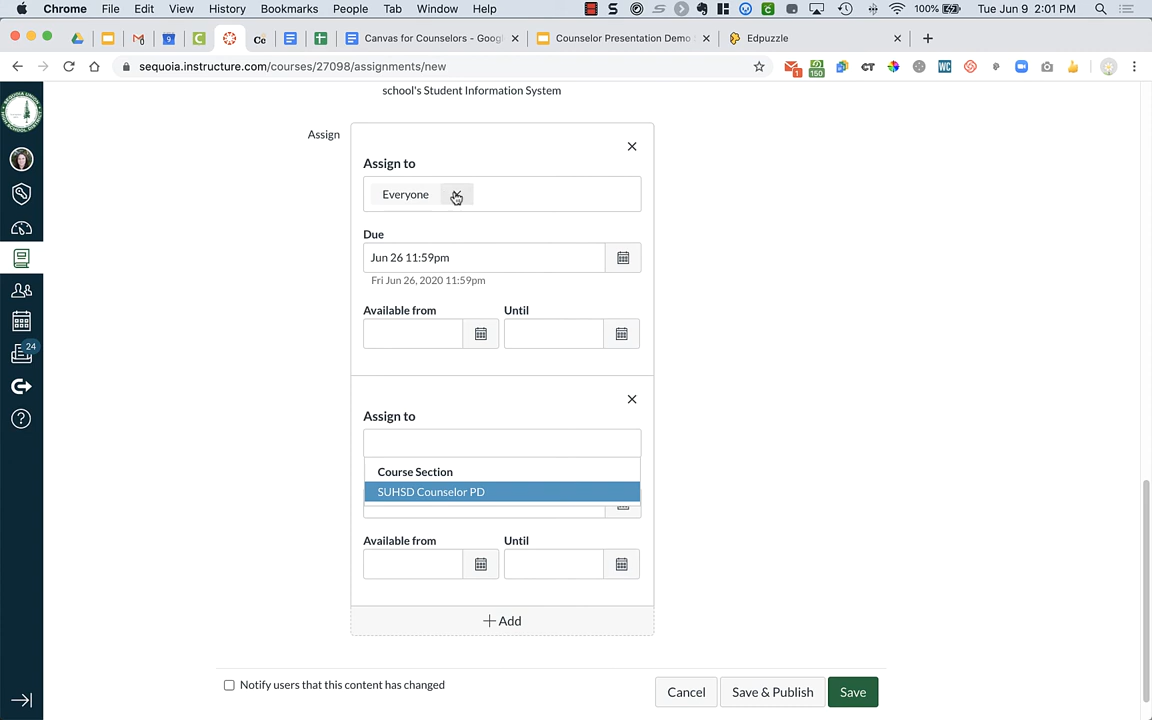 Chrome File Edit View History Bookmarks People Tab Window Help 100% Tue Jun 9 2:01 PM
Canvas for Counselors - Goog Counselor Presentation Demo Edpuzzle
sequoia.instructure.com/courses/27098/assignments/new
school's Student Information System
Assign
Assign to
Everyone
Due
Jun 26 11:59pm
Fri Jun 26, 2020 11:59pm
Available from Until
24
Assign to
Course Section
SUHSD Counselor PD
Available from Until
Add
Notify users that this content has changed
Cancel Save & Publish Save